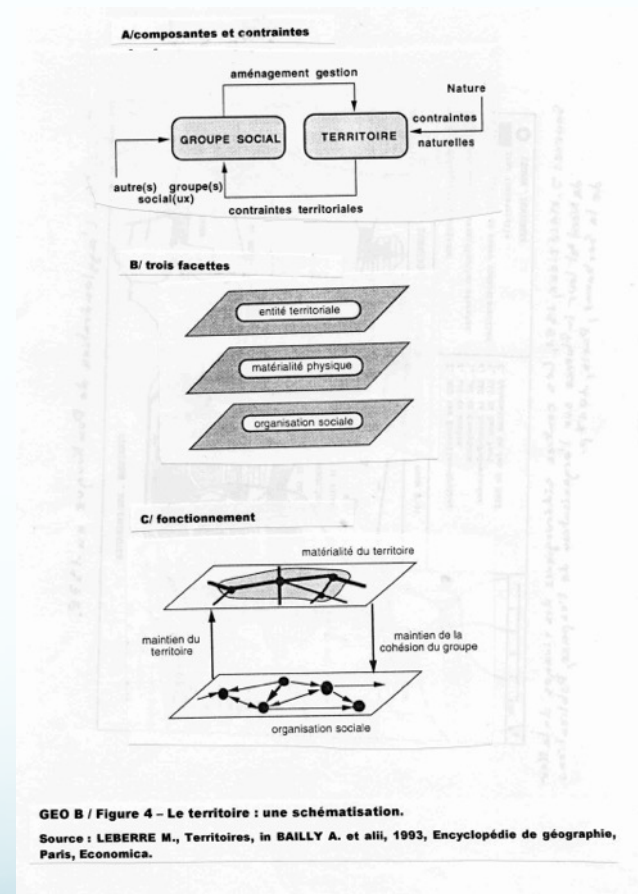 A/composantes et contraintes
aménagement gestion
Nature
contraintes
naturelles
GROUPE SOCIAL
TERRITOIRE
autre(s) groupe(s)
social(ux)
contraintes territoriales
B/ trois facettes
entité territoriale
matérialité physique
organisation sociale
C/ fonctionnement
matérialité du territoire
maintien du
territoire
maintien de la
cohésion du groupe
organisation sociale
GEO B / Figure 4 – Le territoire : une schématisation.
Source : LEBERRE M., Territoires, in BAILLY A. et alii, 1993, Encyclopédie de géographie,
Paris, Economica.